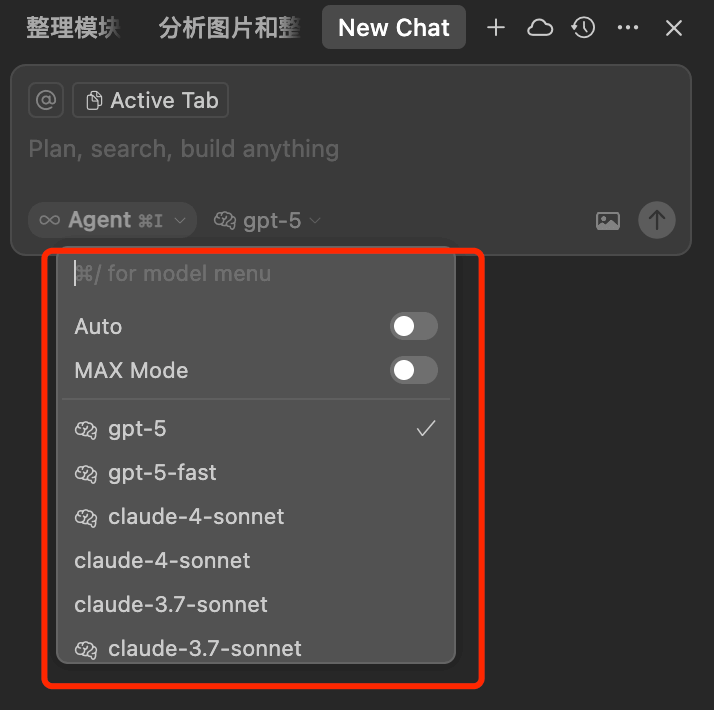 整理模块 分析图片和整 New Chat
@ Active Tab
Plan, search, build anything
Agent ⌘I gpt-5
⌘/ for model menu
Auto
MAX Mode
gpt-5
gpt-5-fast
claude-4-sonnet
claude-4-sonnet
claude-3.7-sonnet
claude-3.7-sonnet